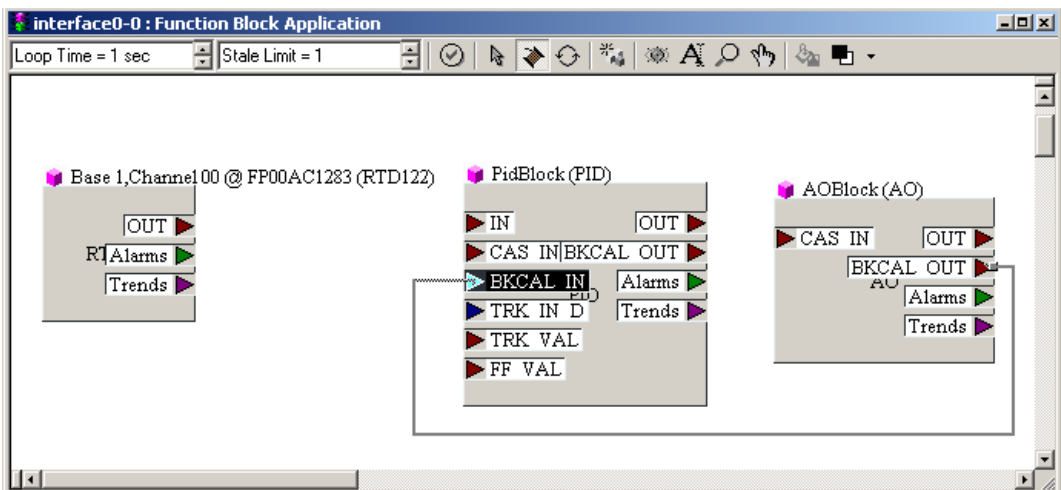 interface0-0 : Function Block Application
Loop Time = 1 sec
Stale Limit = 1
Base 1,Channel 00 @ FP00AC1283 (RTD122)
OUT
Alarms
Trends
PidBlock (PID)
IN
OUT
CAS IN
BKCAL OUT
BKCAL IN
Alarms
TRK IN D
Trends
TRK VAL
FF VAL
PID
AOBlock (AO)
CAS IN
OUT
BKCAL OUT
AO
Alarms
Trends